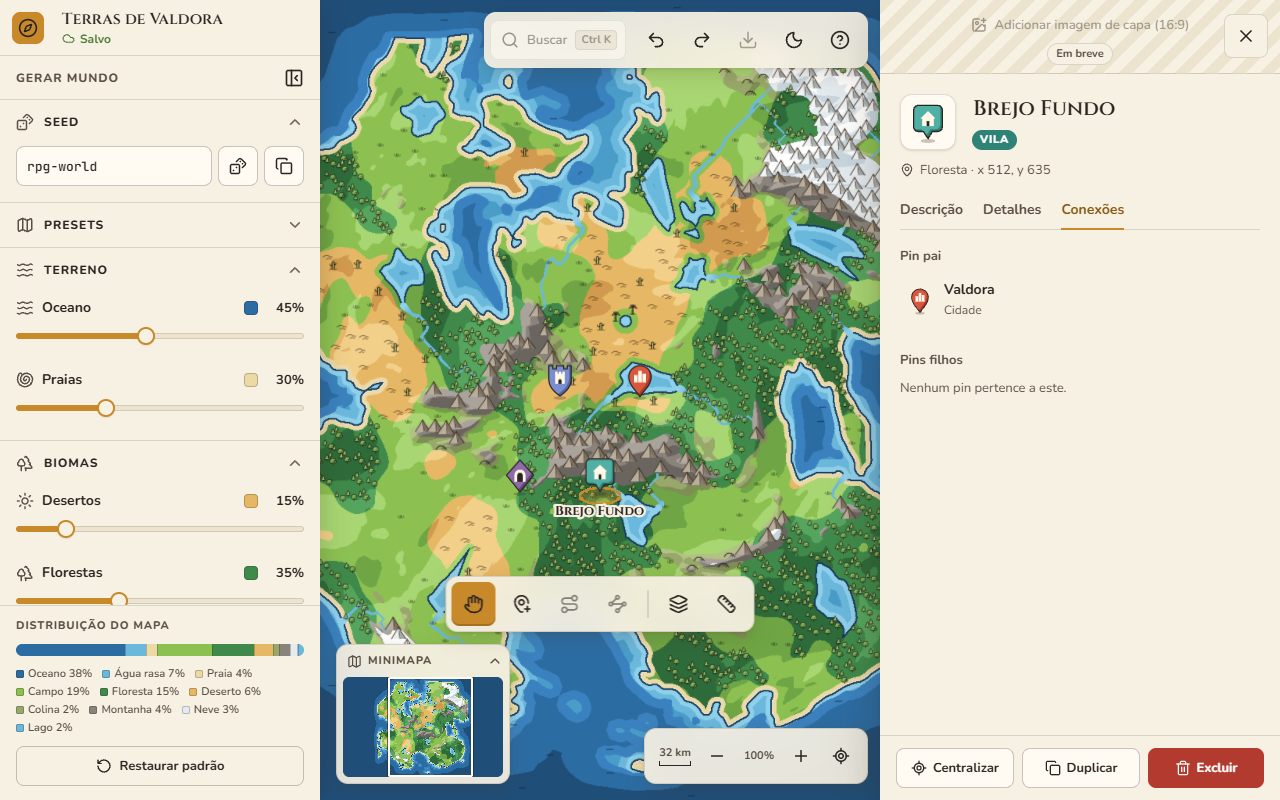 Terras de Valdora
Salvo
GERAR MUNDO
SEED
rpg-world
PRESETS
TERRENO
Oceano 45%
Praias 30%
BIOMAS
Desertos 15%
Florestas 35%
DISTRIBUIÇÃO DO MAPA
Oceano 38% Água rasa 7% Praia 4%
Campo 19% Floresta 15% Deserto 6%
Colina 2% Montanha 4% Neve 3%
Lago 2%
Restaurar padrão
Buscar Ctrl K
Brejo Fundo
MINIMAPA
32 km 100%
Adicionar imagem de capa (16:9)
Em breve
Brejo Fundo
VILA
Floresta · x 512, y 635
Descrição Detalhes Conexões
Pin pai
Valdora
Cidade
Pins filhos
Nenhum pin pertence a este.
Centralizar Duplicar Excluir